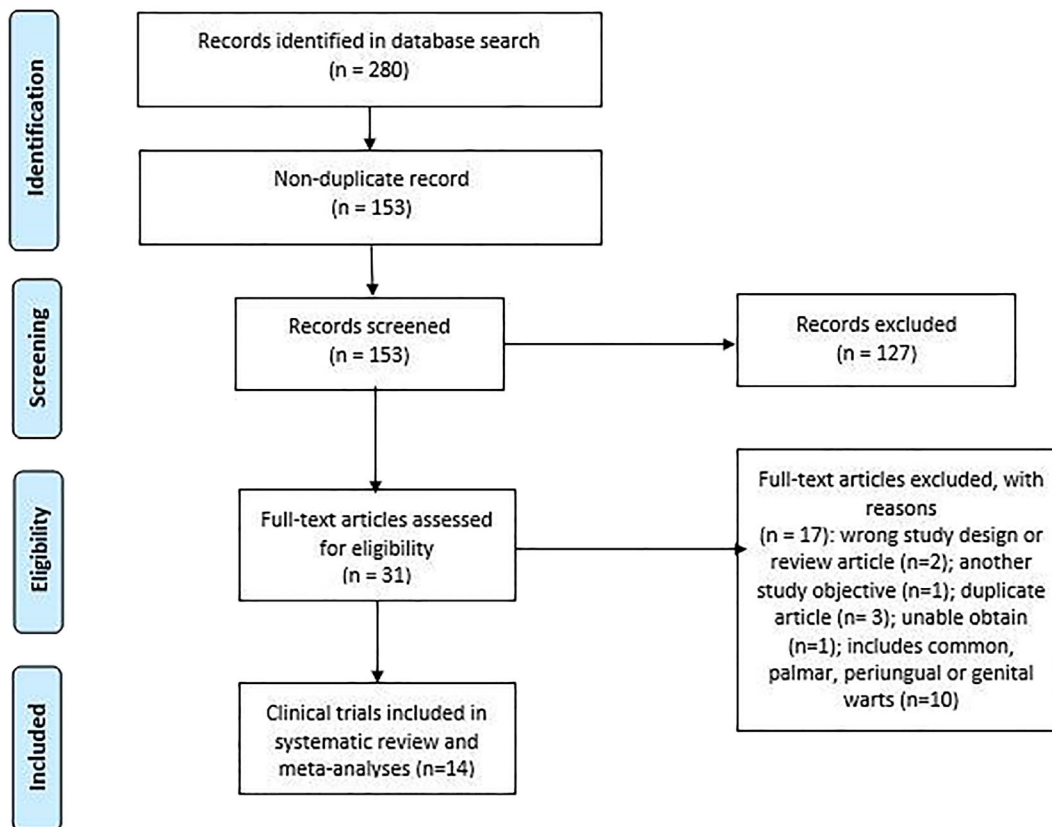 Identification
Records identified in database search
(n = 280)
Non-duplicate record
(n = 153)
Screening
Records screened
(n = 153)
Records excluded
(n = 127)
Eligibility
Full-text articles assessed
for eligibility
(n = 31)
Full-text articles excluded, with
reasons
(n = 17): wrong study design or
review article (n=2); another
study objective (n=1); duplicate
article (n= 3); unable obtain
(n=1); includes common,
palmar, periungual or genital
warts (n=10)
Included
Clinical trials included in
systematic review and
meta-analyses (n=14)